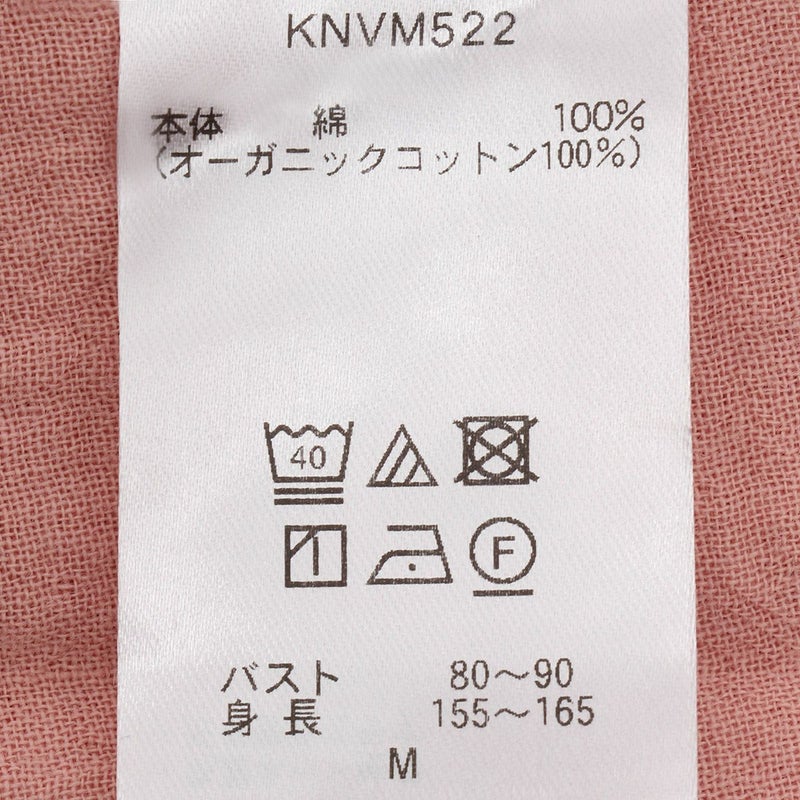 KNVM522
本体 綿 100%
(オーガニックコットン100%)
40
F
バスト 80～90
身長 155～165
M